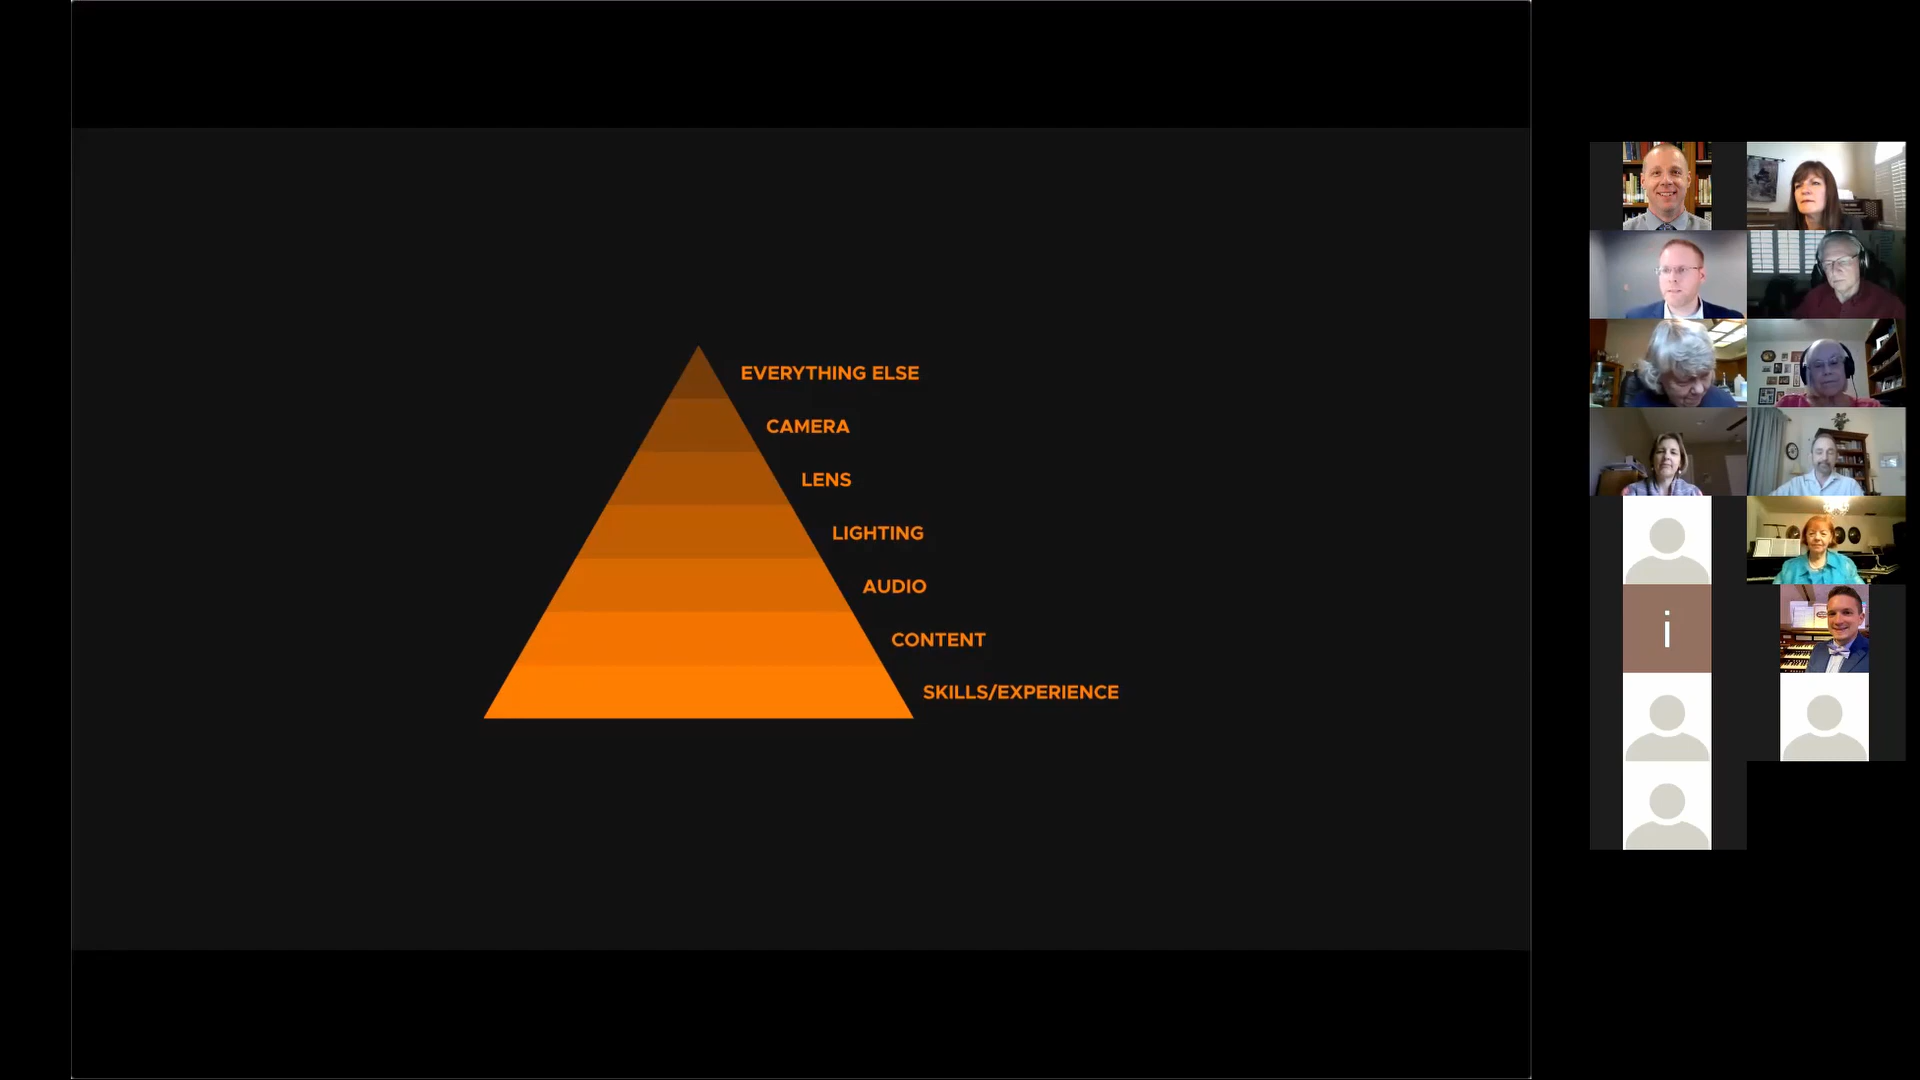 EVERYTHING ELSE
CAMERA
LENS
LIGHTING
AUDIO
CONTENT
SKILLS/EXPERIENCE
i